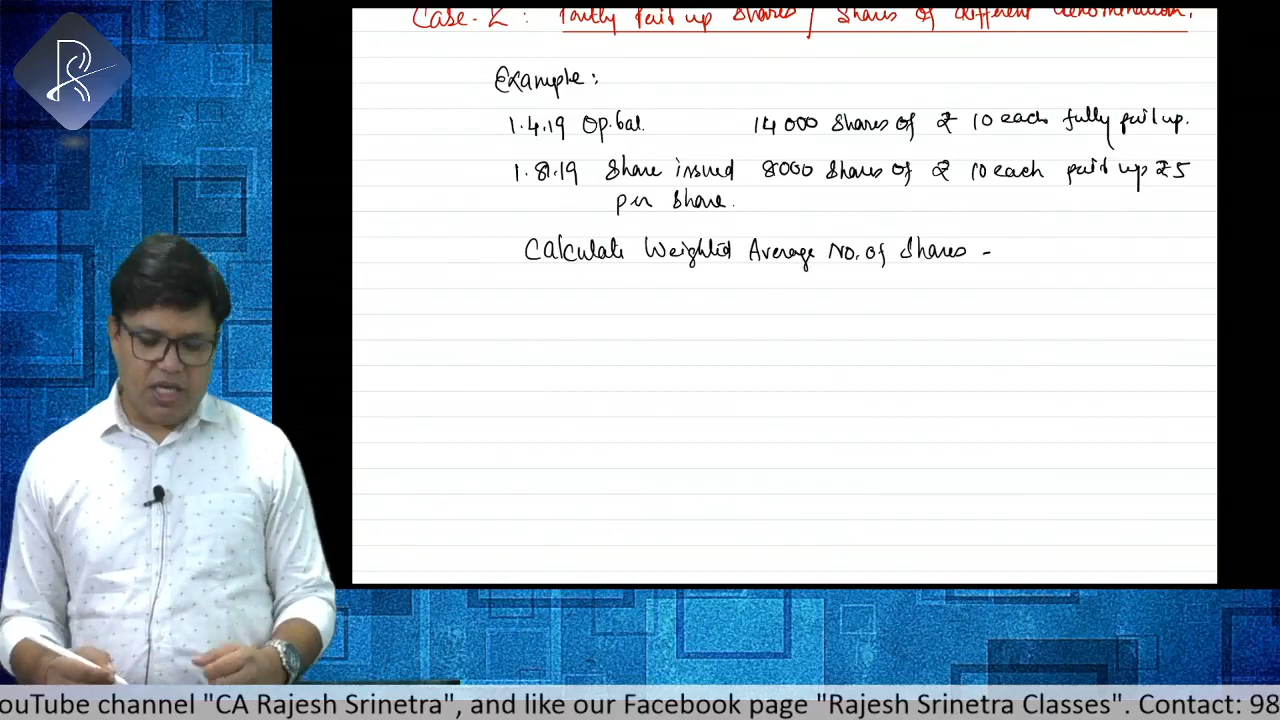 Case-2: Partly paid up shares / Shares of different denomination.
Example:
1.4.19 Op.bal. 14000 Shares of ₹ 10 each fully paid up.
1.8.19 Share issued 8000 Shares of ₹ 10 each paid up ₹5
per share.
Calculate Weighted Average No. of Shares -
RS
ouTube channel "CA Rajesh Srinetra", and like our Facebook page "Rajesh Srinetra Classes". Contact: 98